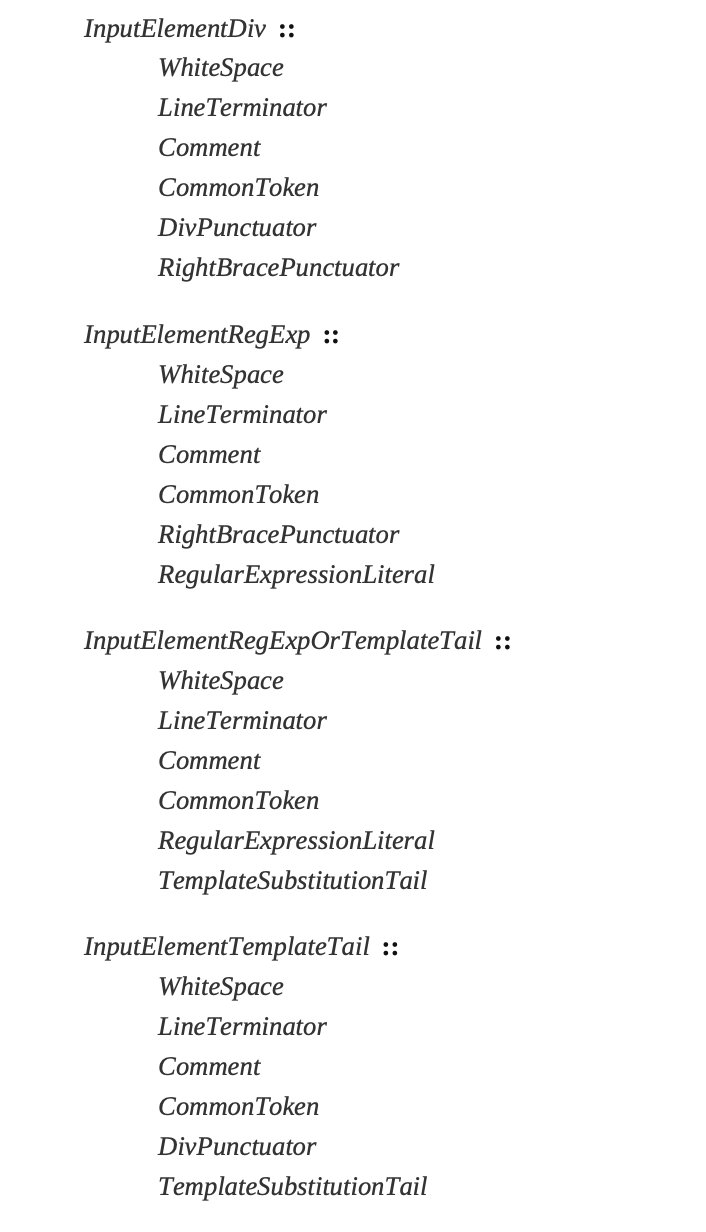 InputElementDiv ::
WhiteSpace
LineTerminator
Comment
CommonToken
DivPunctuator
RightBracePunctuator
InputElementRegExp ::
WhiteSpace
LineTerminator
Comment
CommonToken
RightBracePunctuator
RegularExpressionLiteral
InputElementRegExpOrTemplateTail ::
WhiteSpace
LineTerminator
Comment
CommonToken
RegularExpressionLiteral
TemplateSubstitutionTail
InputElementTemplateTail ::
WhiteSpace
LineTerminator
Comment
CommonToken
DivPunctuator
TemplateSubstitutionTail